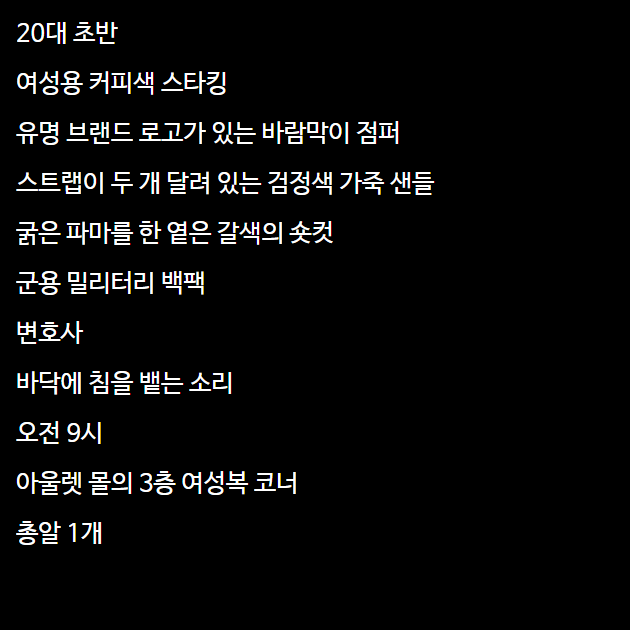 20대 초반
여성용 커피색 스타킹
유명 브랜드 로고가 있는 바람막이 점퍼
스트랩이 두 개 달려 있는 검정색 가죽 샌들
굵은 파마를 한 옅은 갈색의 숏컷
군용 밀리터리 백팩
변호사
바닥에 침을 뱉는 소리
오전 9시
아울렛 몰의 3층 여성복 코너
총알 1개